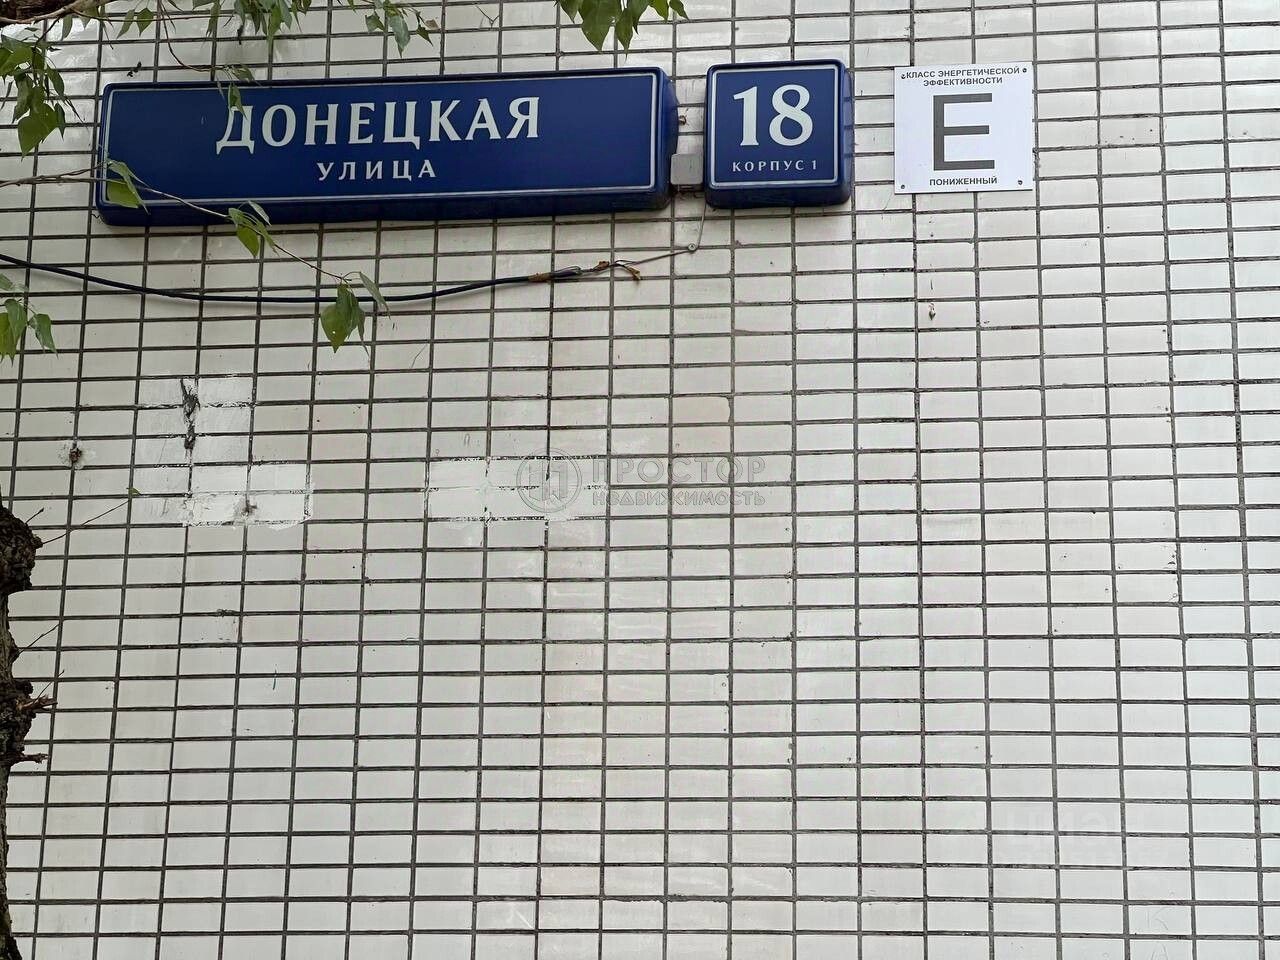 ДОНЕЦКАЯ
УЛИЦА
18
КОРПУС 1
КЛАСС ЭНЕРГЕТИЧЕСКОЙ
ЭФФЕКТИВНОСТИ
Е
ПОНИЖЕННЫЙ
ПРОСТОР
НЕДВИЖИМОСТЬ